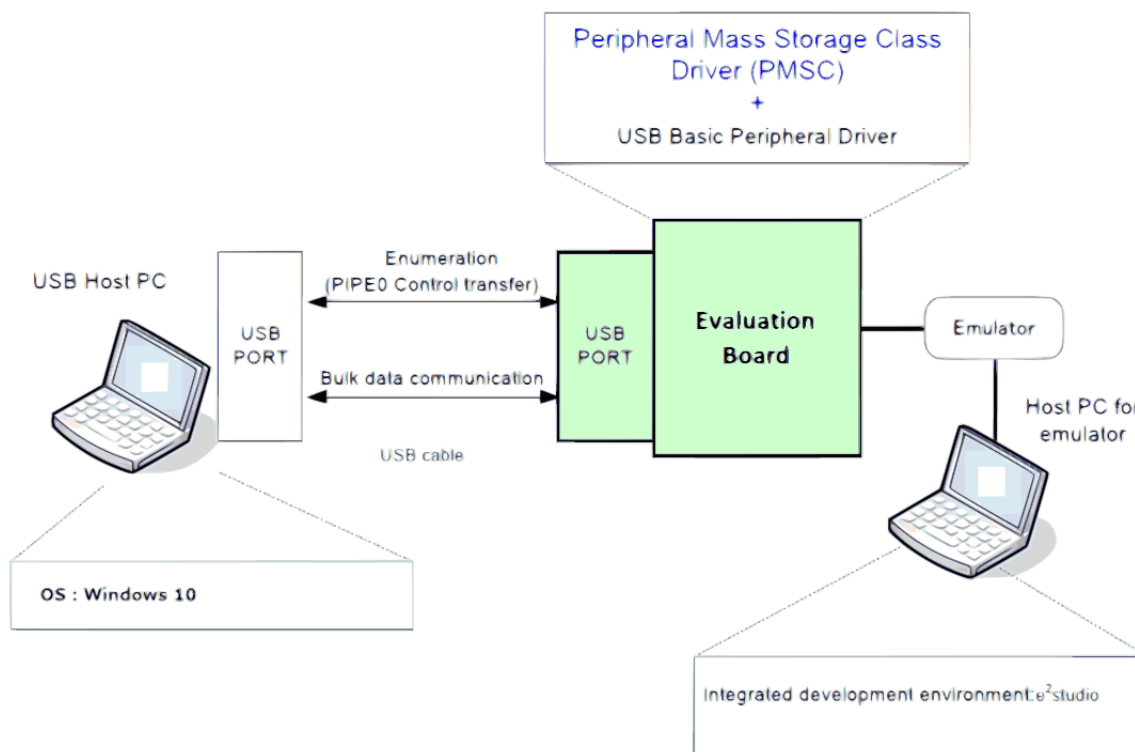 Peripheral Mass Storage Class
Driver (PMSC)
+
USB Basic Peripheral Driver
USB Host PC
USB
PORT
Enumeration
(PIPE0 Control transfer)
Bulk data communication
USB cable
USB
PORT
Evaluation
Board
Emulator
Host PC for
emulator
OS : Windows 10
Integrated development environment:e²studio